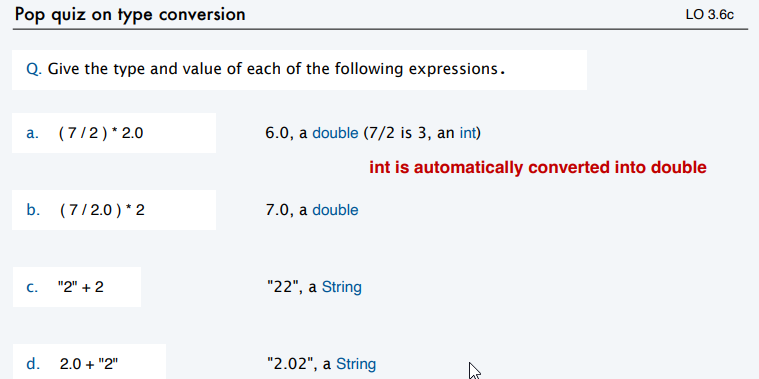 Pop quiz on type conversion LO 3.6c
Q. Give the type and value of each of the following expressions.
a. ( 7 / 2 ) * 2.0 6.0, a double (7/2 is 3, an int)
int is automatically converted into double
b. ( 7 / 2.0 ) * 2 7.0, a double
c. "2" + 2 "22", a String
d. 2.0 + "2" "2.02", a String